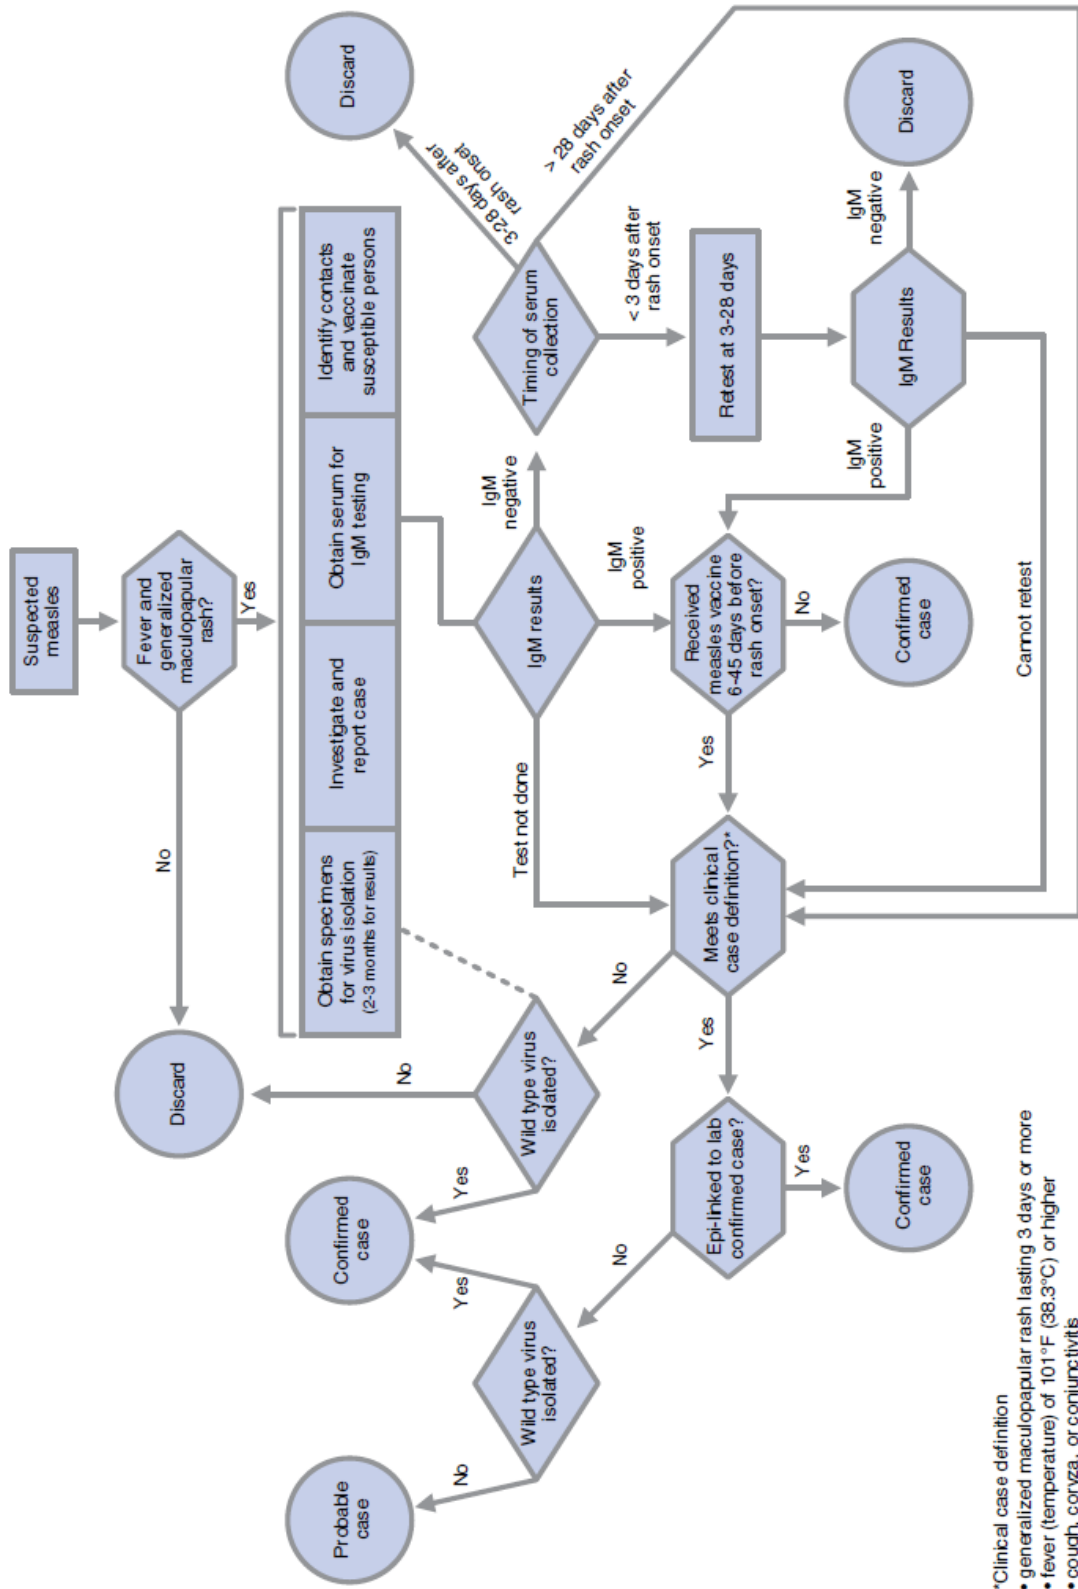 Suspected
measles
Fever and
generalized
maculopapular
rash?
No
Yes
Discard
Obtain specimens
for virus isolation
(2-3 months for results)
Investigate and
report case
Obtain serum for
IgM testing
Identify contacts
and vaccinate
susceptible persons
Discard
3-28 days after
rash onset
Wild type virus
isolated?
No
Yes
Confirmed
case
Yes
Wild type virus
isolated?
No
Probable
case
IgM results
Test not done
IgM
negative
IgM
positive
Timing of serum
collection
> 28 days after
rash onset
< 3 days after
rash onset
No
No
Epi-linked to lab
confirmed case?
Yes
Yes
Meets clinical
case definition?*
Yes
Received
measles vaccine
6-45 days before
rash onset?
No
Retest at 3-28 days
IgM Results
IgM
positive
IgM
negative
Discard
Confirmed
case
Confirmed
case
Cannot retest
*Clinical case definition
• generalized maculopapular rash lasting 3 days or more
• fever (temperature) of 101°F (38.3°C) or higher
• cough, coryza, or conjunctivitis